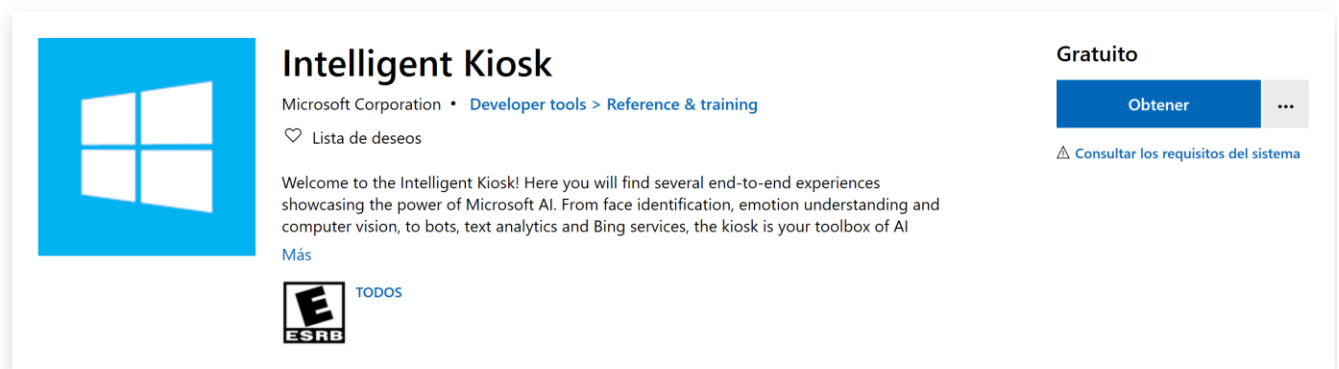 Intelligent Kiosk
Microsoft Corporation • Developer tools > Reference & training
Lista de deseos
Welcome to the Intelligent Kiosk! Here you will find several end-to-end experiences
showcasing the power of Microsoft AI. From face identification, emotion understanding and
computer vision, to bots, text analytics and Bing services, the kiosk is your toolbox of AI
Más
E
ESRB
TODOS
Gratuito
Obtener
...
Consultar los requisitos del sistema